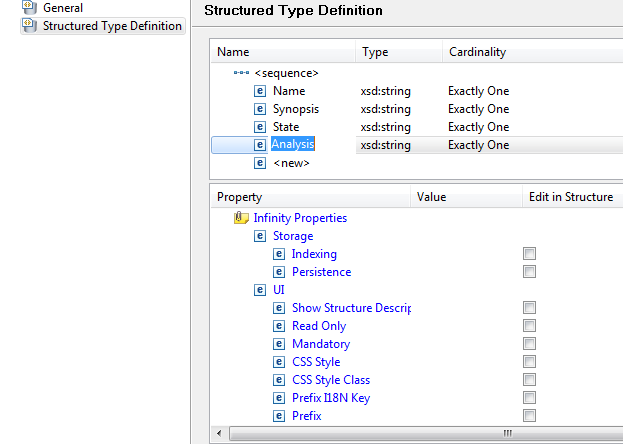 General
Structured Type Definition
Structured Type Definition
Name Type Cardinality
<sequence>
Name xsd:string Exactly One
Synopsis xsd:string Exactly One
State xsd:string Exactly One
Analysis xsd:string Exactly One
<new>
Property Value Edit in Structure
Infinity Properties
Storage
Indexing
Persistence
UI
Show Structure Descrip
Read Only
Mandatory
CSS Style
CSS Style Class
Prefix I18N Key
Prefix